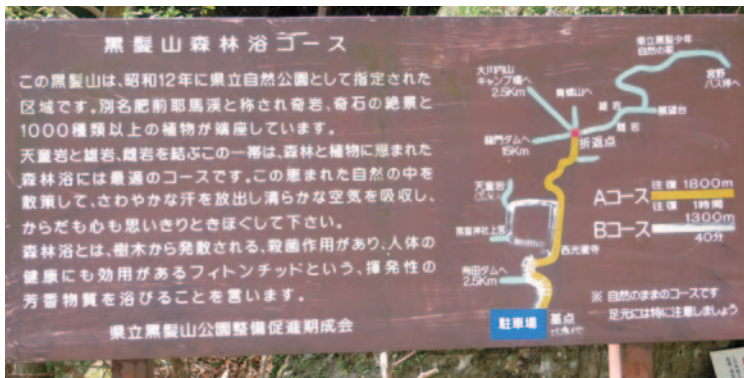 黒髪山森林浴コース
この黒髪山は、昭和12年に県立自然公園として指定された
区域です。別名肥前耶馬渓と称され奇岩、奇石の絶景と
1000種類以上の植物が群座しています。
天童岩と雄岩、雌岩を結ぶこの一帯は、森林と植物に恵まれた
森林浴には最適のコースです。この恵まれた自然の中を
散策して、さわやかな汗を放出し清らかな空気を吸収し、
からだも心も思いきりときほぐして下さい。
森林浴とは、樹木から発散される、殺菌作用があり、人体の
健康にも効用があるフィトンチッドという、揮発性の
芳香物質を浴びることを言います。
県立黒髪山公園整備促進期成会
県立黒髪少年
自然の家
宮野
バス停へ
大川内山
キャンプ場へ
2.5Km
青螺山へ
雄岩
展望台
雌岩
龍門ダムへ
15Km
折返点
天童岩
黒髪神社上宮
西光蜜寺
有田ダムへ
2.5Km
駐車場
基点
Aコース
往復 1800m
往復 1時間
Bコース
1300m
40分
※ 自然のままのコースです
足元には特に注意しましょう